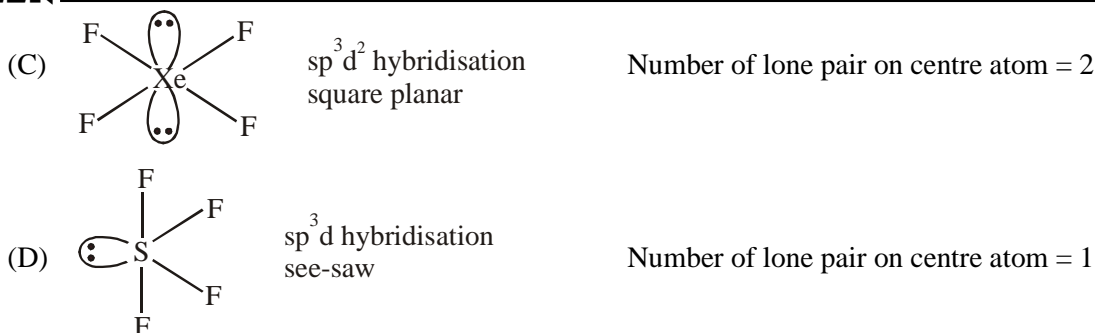 (C) F F Xe F F sp³d² hybridisation Number of lone pair on centre atom = 2
square planar
(D) F F S F F sp³d hybridisation Number of lone pair on centre atom = 1
see-saw